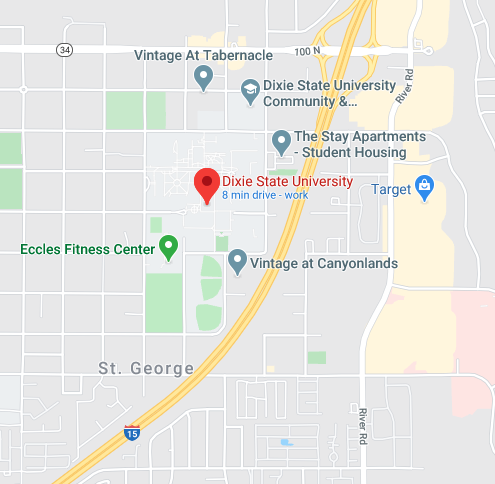 34
100 N
River Rd
Vintage At Tabernacle
Dixie State University
Community &...
The Stay Apartments
- Student Housing
Dixie State University
8 min drive - work
Target
Eccles Fitness Center
Vintage at Canyonlands
St. George
15
River Rd